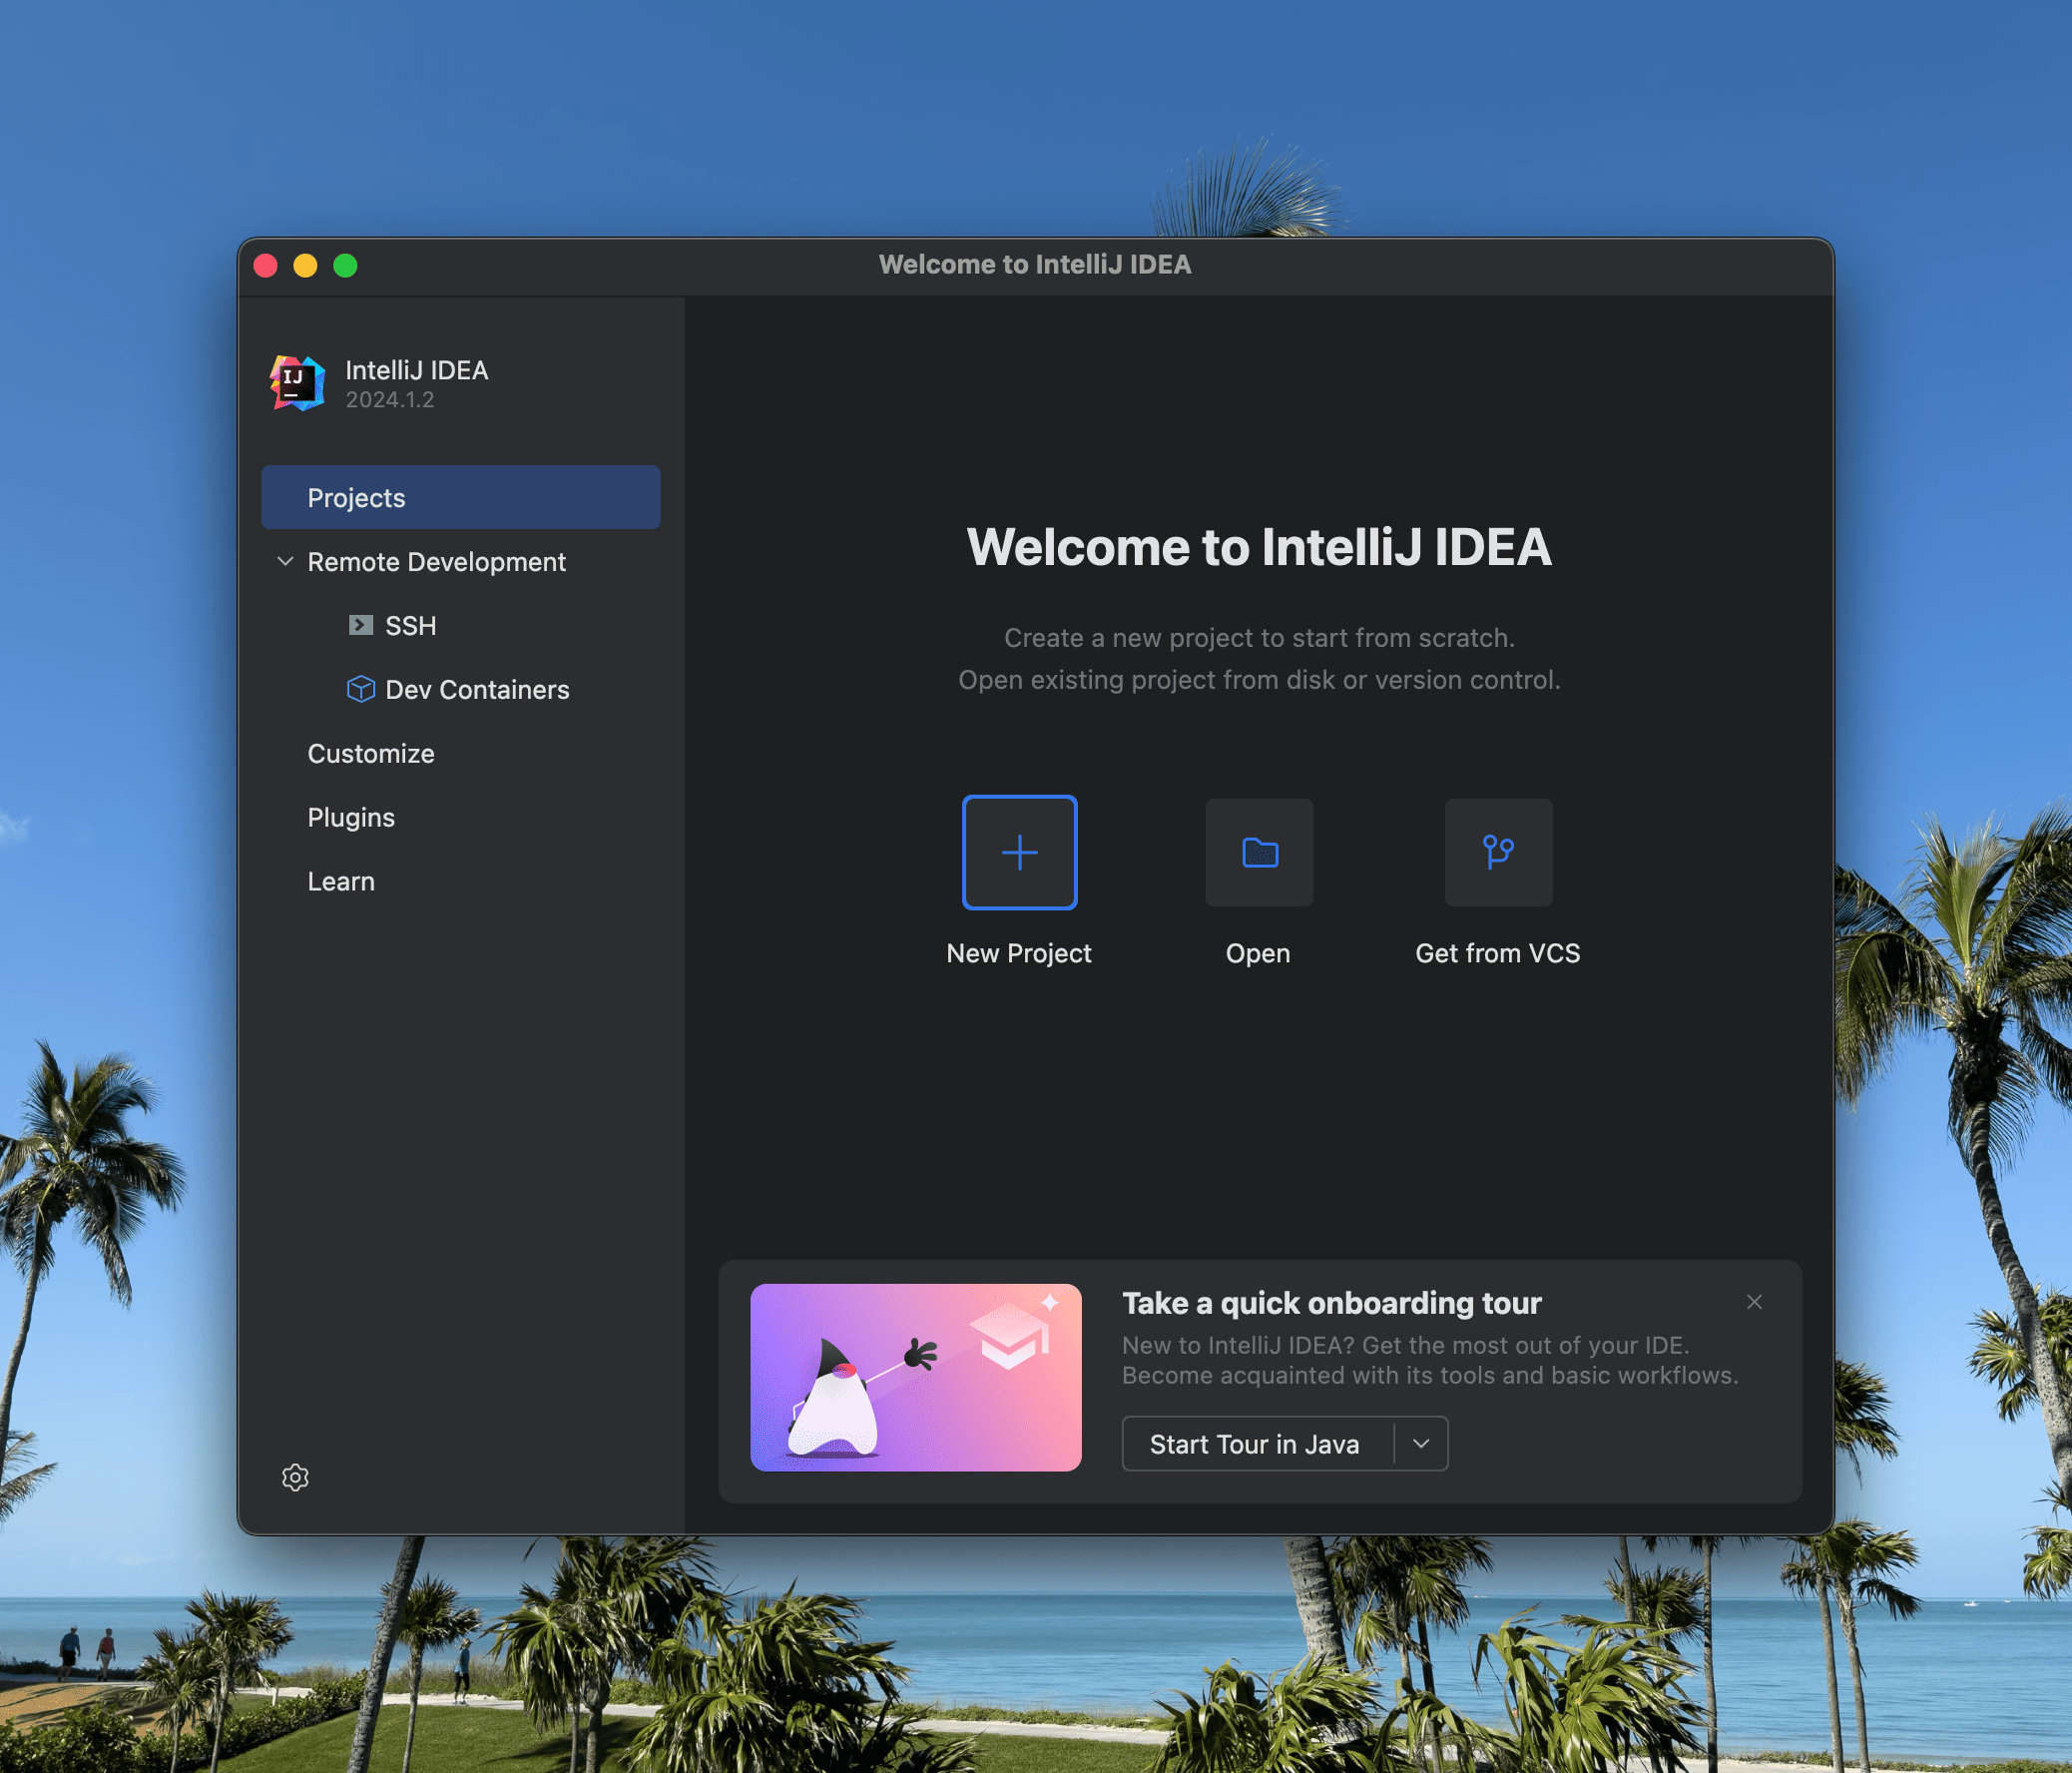 Welcome to IntelliJ IDEA
IJ
IntelliJ IDEA
2024.1.2
Projects
Remote Development
SSH
Dev Containers
Customize
Plugins
Learn
Welcome to IntelliJ IDEA
Create a new project to start from scratch.
Open existing project from disk or version control.
New Project
Open
Get from VCS
Take a quick onboarding tour
New to IntelliJ IDEA? Get the most out of your IDE.
Become acquainted with its tools and basic workflows.
Start Tour in Java